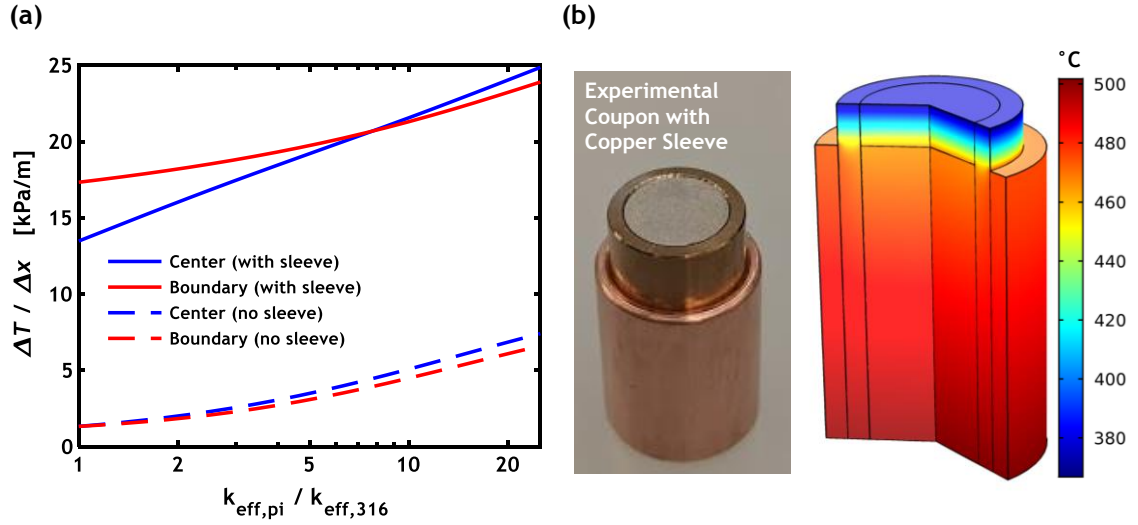 (a)
25
20
15
10
5
0
ΔT / Δx [kPa/m]
Center (with sleeve)
Boundary (with sleeve)
Center (no sleeve)
Boundary (no sleeve)
1
2
5
10
20
k_eff,pi / k_eff,316
(b)
Experimental
Coupon with
Copper Sleeve
°C
500
480
460
440
420
400
380